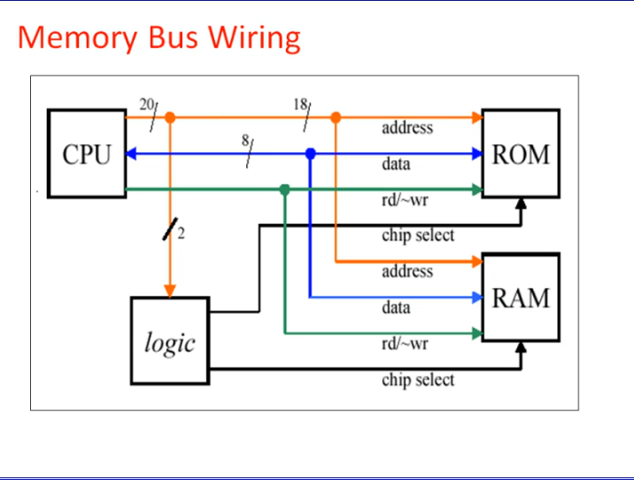 Memory Bus Wiring
20
18
address
CPU
8
data
ROM
rd/~wr
2
chip select
address
logic
data
RAM
rd/~wr
chip select